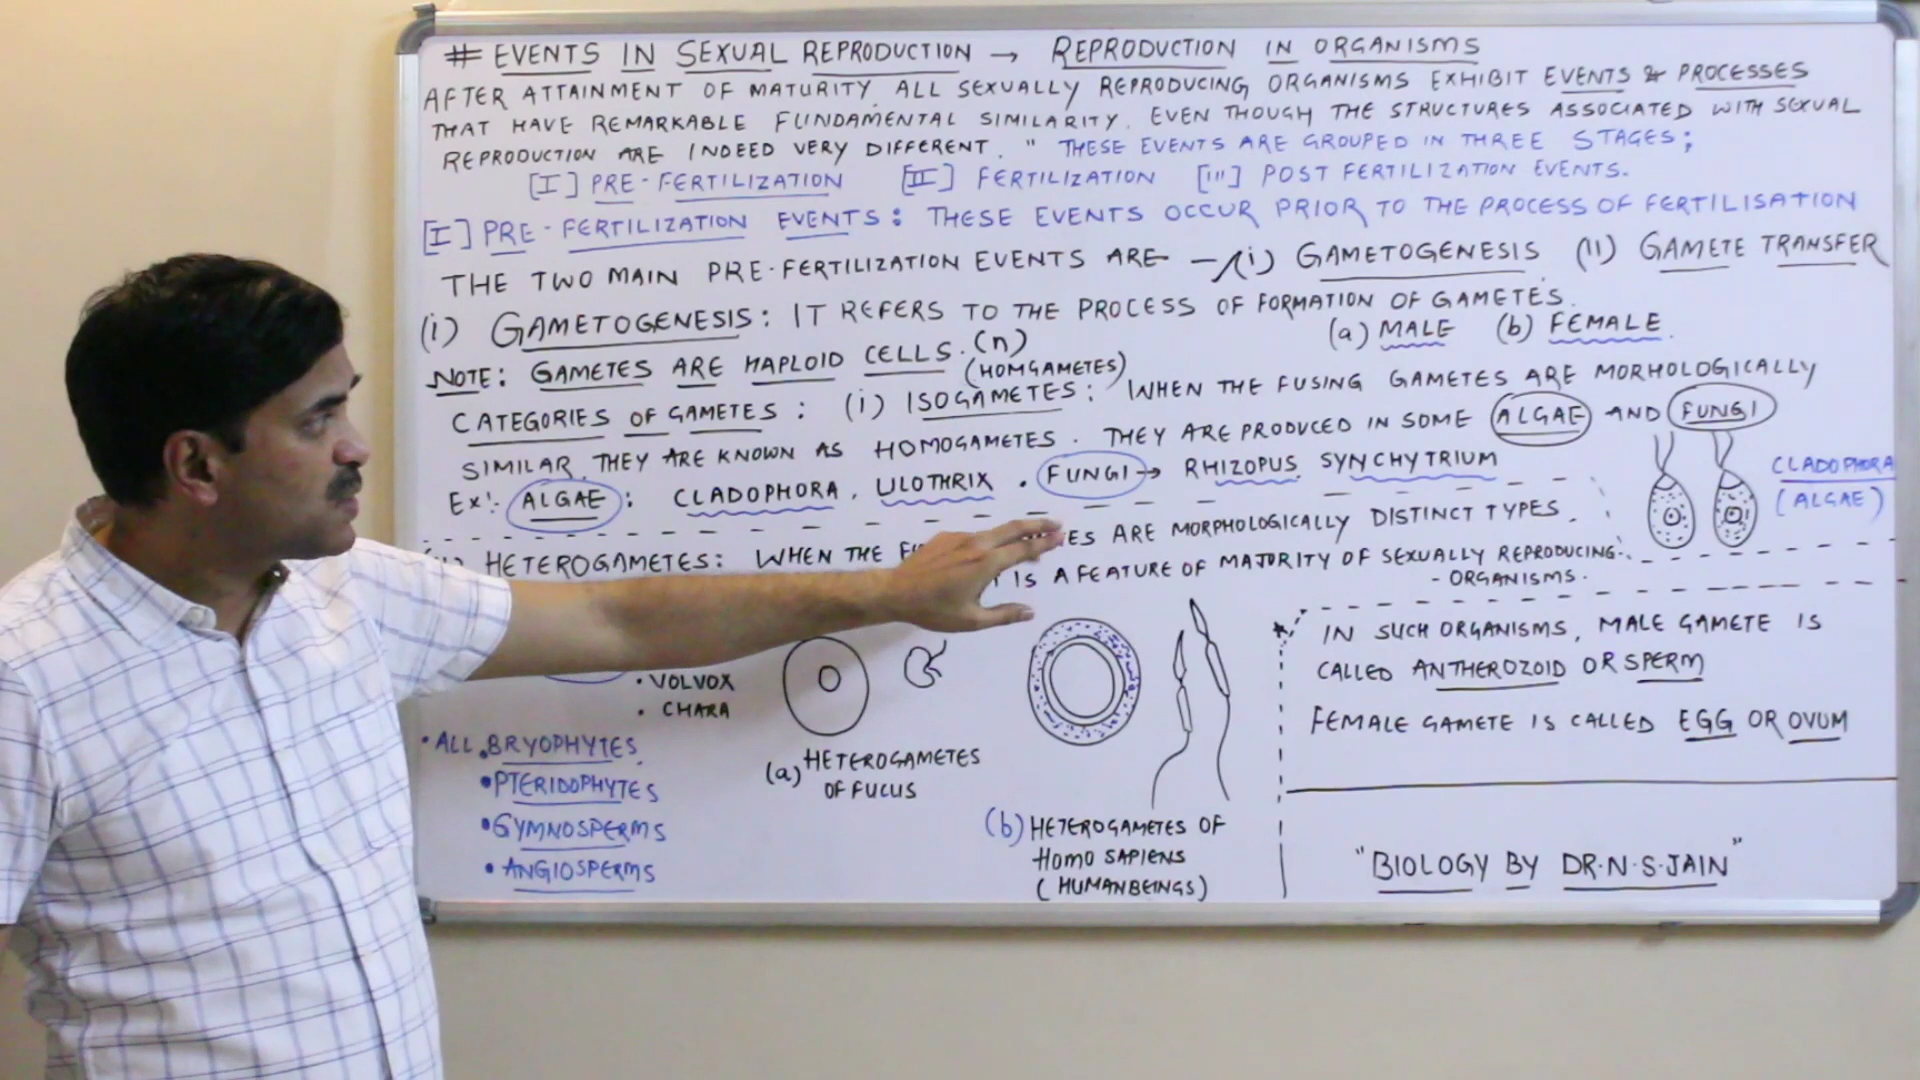 # EVENTS IN SEXUAL REPRODUCTION → REPRODUCTION IN ORGANISMS
AFTER ATTAINMENT OF MATURITY, ALL SEXUALLY REPRODUCING ORGANISMS EXHIBIT EVENTS & PROCESSES
THAT HAVE REMARKABLE FUNDAMENTAL SIMILARITY, EVEN THOUGH THE STRUCTURES ASSOCIATED WITH SEXUAL
REPRODUCTION ARE INDEED VERY DIFFERENT. " THESE EVENTS ARE GROUPED IN THREE STAGES;
[I] PRE-FERTILIZATION [II] FERTILIZATION [III] POST FERTILIZATION EVENTS.
[I] PRE-FERTILIZATION EVENTS: THESE EVENTS OCCUR PRIOR TO THE PROCESS OF FERTILISATION
THE TWO MAIN PRE-FERTILIZATION EVENTS ARE - (i) GAMETOGENESIS (II) GAMETE TRANSFER
(i) GAMETOGENESIS: IT REFERS TO THE PROCESS OF FORMATION OF GAMETES.
(a) MALE (b) FEMALE.
NOTE: GAMETES ARE HAPLOID CELLS. (n)
(HOMGAMETES)
CATEGORIES OF GAMETES: (i) ISOGAMETES: WHEN THE FUSING GAMETES ARE MORHOLOGICALLY
SIMILAR, THEY ARE KNOWN AS HOMOGAMETES. THEY ARE PRODUCED IN SOME ALGAE AND FUNGI
Ex: ALGAE: CLADOPHORA, ULOTHRIX. FUNGI → RHIZOPUS, SYNCHYTRIUM
CLADOPHORA
(ALGAE)
HETEROGAMETES: WHEN THE ARE MORPHOLOGICALLY DISTINCT TYPES.
IS A FEATURE OF MAJORITY OF SEXUALLY REPRODUCING
- ORGANISMS.
• VOLVOX
• CHARA
• ALL • BRYOPHYTES,
• PTERIDOPHYTES
• GYMNOSPERMS
• ANGIOSPERMS
(a) HETEROGAMETES
OF FUCUS
(b) HETEROGAMETES OF
HOMO SAPIENS
(HUMAN BEINGS)
IN SUCH ORGANISMS, MALE GAMETE IS
CALLED ANTHEROZOID OR SPERM
FEMALE GAMETE IS CALLED EGG OR OVUM
"BIOLOGY BY DR.N.S.JAIN"